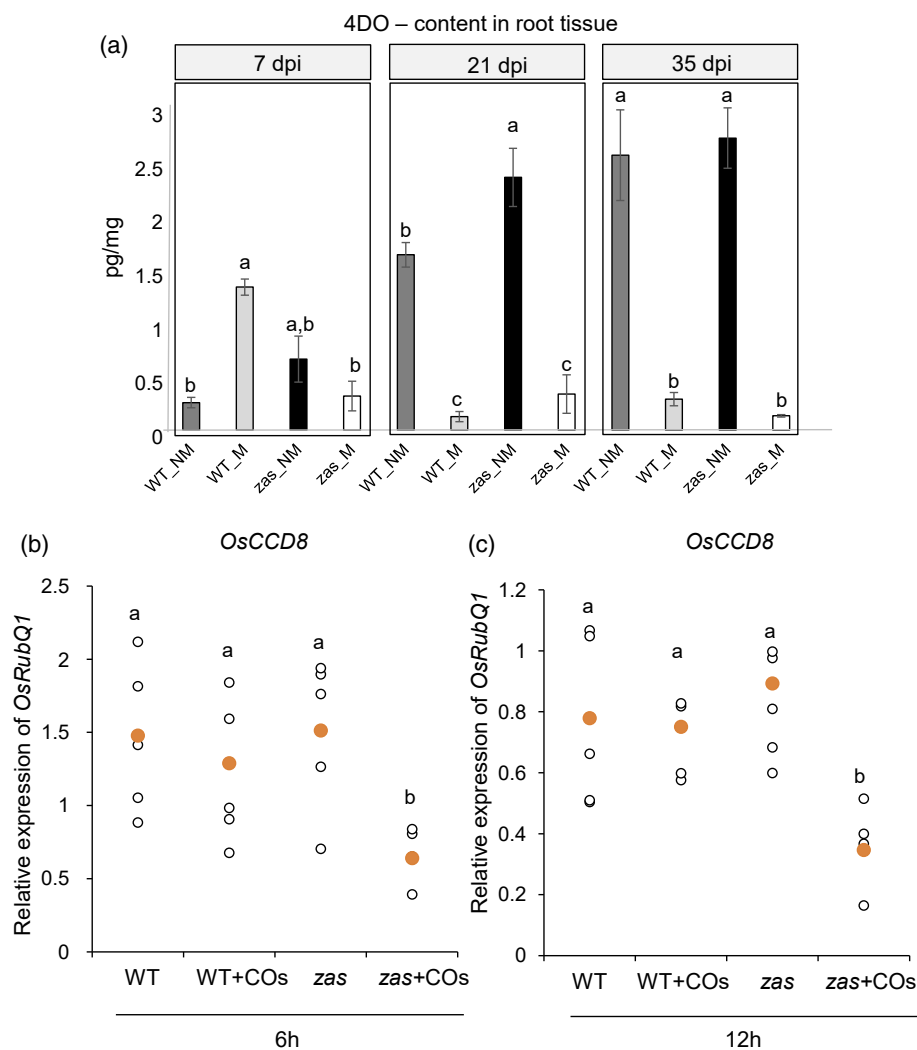 4DO – content in root tissue
(a)
7 dpi 21 dpi 35 dpi
3
2.5
2
1.5
1
0.5
0
pg/mg
b a a,b b
b c a c
a b a b
WT_NM WT_M zas_NM zas_M WT_NM WT_M zas_NM zas_M WT_NM WT_M zas_NM zas_M
(b)
OsCCD8
Relative expression of OsRubQ1
2.5
2
1.5
1
0.5
0
a a a b
WT WT+COs zas zas+COs
6h
(c)
OsCCD8
Relative expression of OsRubQ1
1.2
1
0.8
0.6
0.4
0.2
0
a a a b
WT WT+COs zas zas+COs
12h